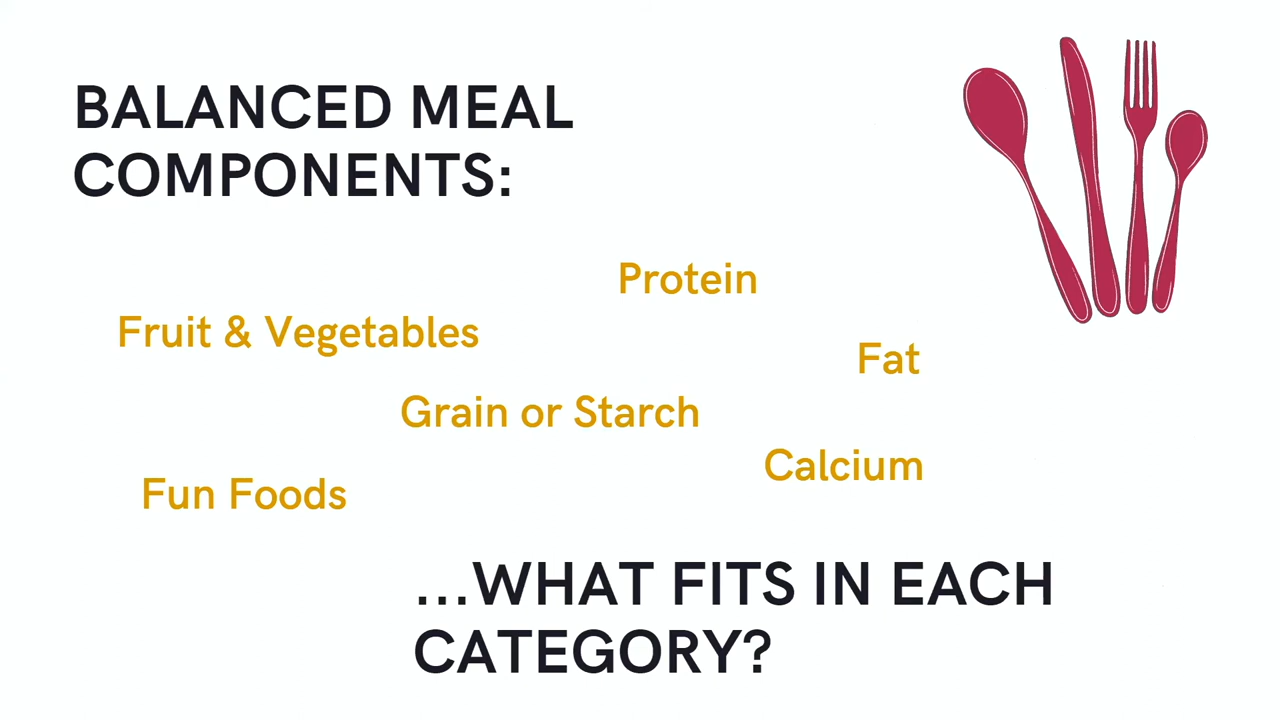 BALANCED MEAL
COMPONENTS:
Protein
Fruit & Vegetables
Fat
Grain or Starch
Calcium
Fun Foods
...WHAT FITS IN EACH
CATEGORY?